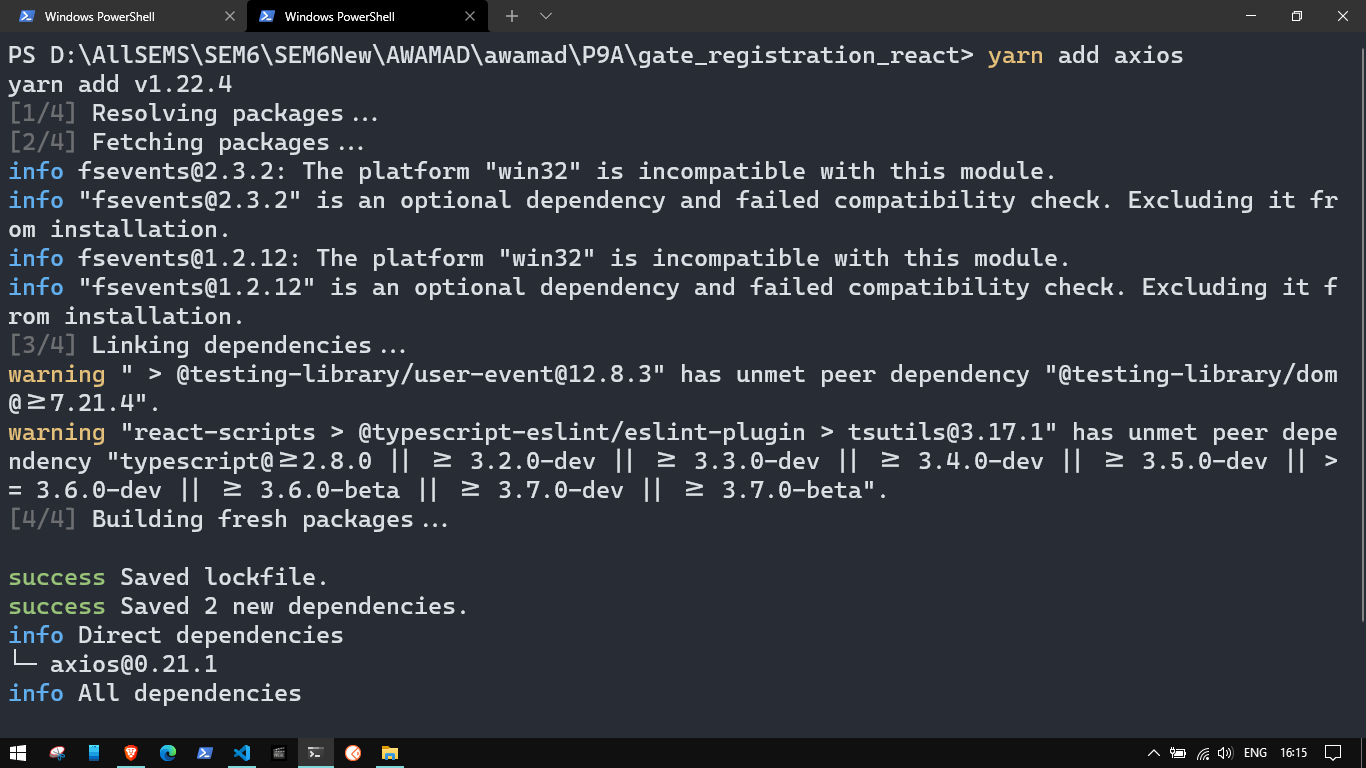 Windows PowerShell
Windows PowerShell
PS D:\AllSEMS\SEM6\SEM6New\AWAMAD\awamad\P9A\gate_registration_react> yarn add axios
yarn add v1.22.4
[1/4] Resolving packages...
[2/4] Fetching packages...
info fsevents@2.3.2: The platform "win32" is incompatible with this module.
info "fsevents@2.3.2" is an optional dependency and failed compatibility check. Excluding it fr
om installation.
info fsevents@1.2.12: The platform "win32" is incompatible with this module.
info "fsevents@1.2.12" is an optional dependency and failed compatibility check. Excluding it f
rom installation.
[3/4] Linking dependencies...
warning " > @testing-library/user-event@12.8.3" has unmet peer dependency "@testing-library/dom
@>=7.21.4".
warning "react-scripts > @typescript-eslint/eslint-plugin > tsutils@3.17.1" has unmet peer depe
ndency "typescript@>=2.8.0 || >= 3.2.0-dev || >= 3.3.0-dev || >= 3.4.0-dev || >= 3.5.0-dev || >
= 3.6.0-dev || >= 3.6.0-beta || >= 3.7.0-dev || >= 3.7.0-beta".
[4/4] Building fresh packages...
success Saved lockfile.
success Saved 2 new dependencies.
info Direct dependencies
└─ axios@0.21.1
info All dependencies
ENG 16:15